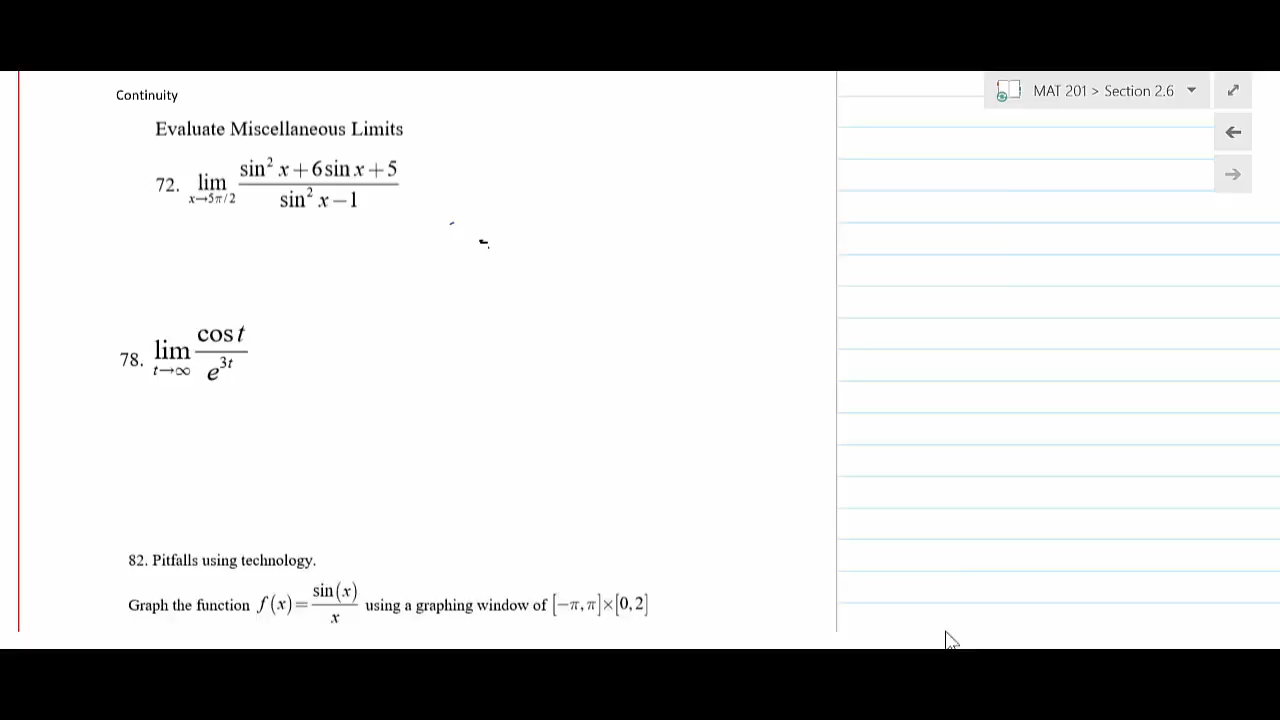 MAT 201 > Section 2.6
Continuity
Evaluate Miscellaneous Limits
72. lim x→5π/2 (sin² x + 6 sin x + 5) / (sin² x − 1)
78. lim t→∞ cos t / e^{3t}
82. Pitfalls using technology.
Graph the function f(x) = sin(x) / x using a graphing window of [−π, π]×[0, 2]